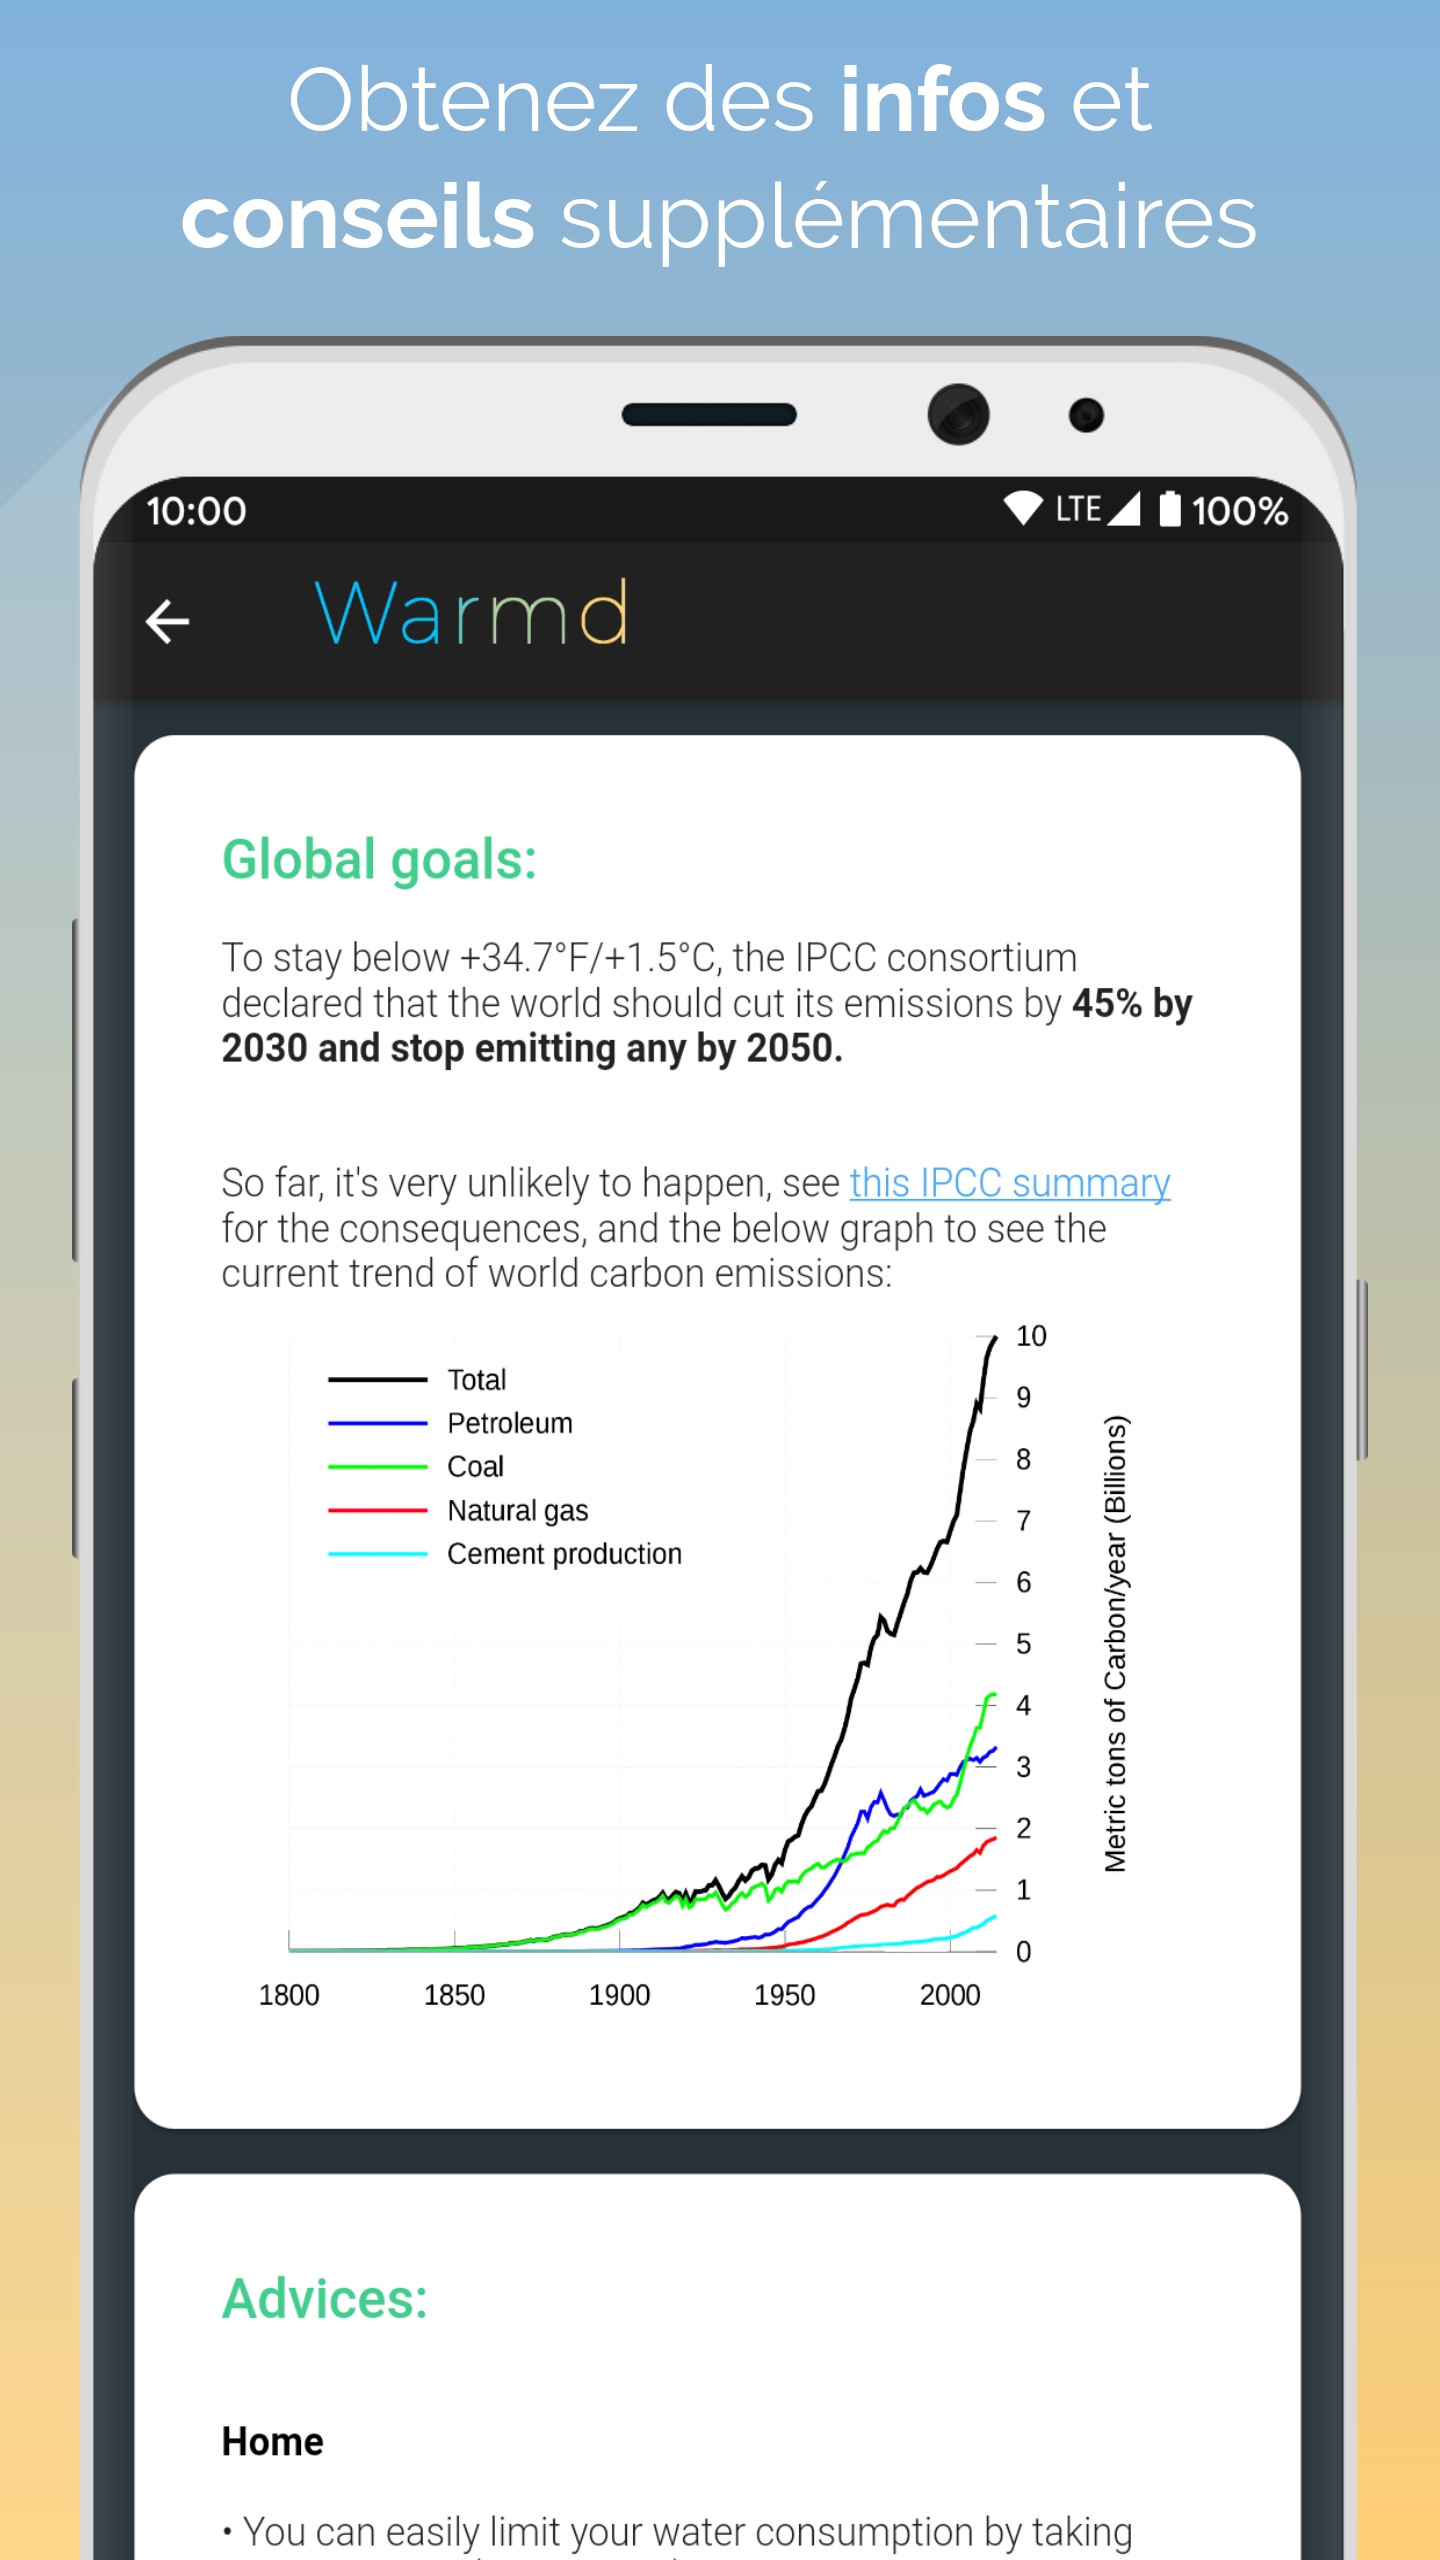 Obtenez des infos et
conseils supplémentaires
10:00 LTE 100%
Warmd
Global goals:
To stay below +34.7°F/+1.5°C, the IPCC consortium
declared that the world should cut its emissions by 45% by
2030 and stop emitting any by 2050.
So far, it's very unlikely to happen, see this IPCC summary
for the consequences, and the below graph to see the
current trend of world carbon emissions:
Total
Petroleum
Coal
Natural gas
Cement production
10
9
8
7
6
5
4
3
2
1
0
Metric tons of Carbon/year (Billions)
1800 1850 1900 1950 2000
Advices:
Home
• You can easily limit your water consumption by taking